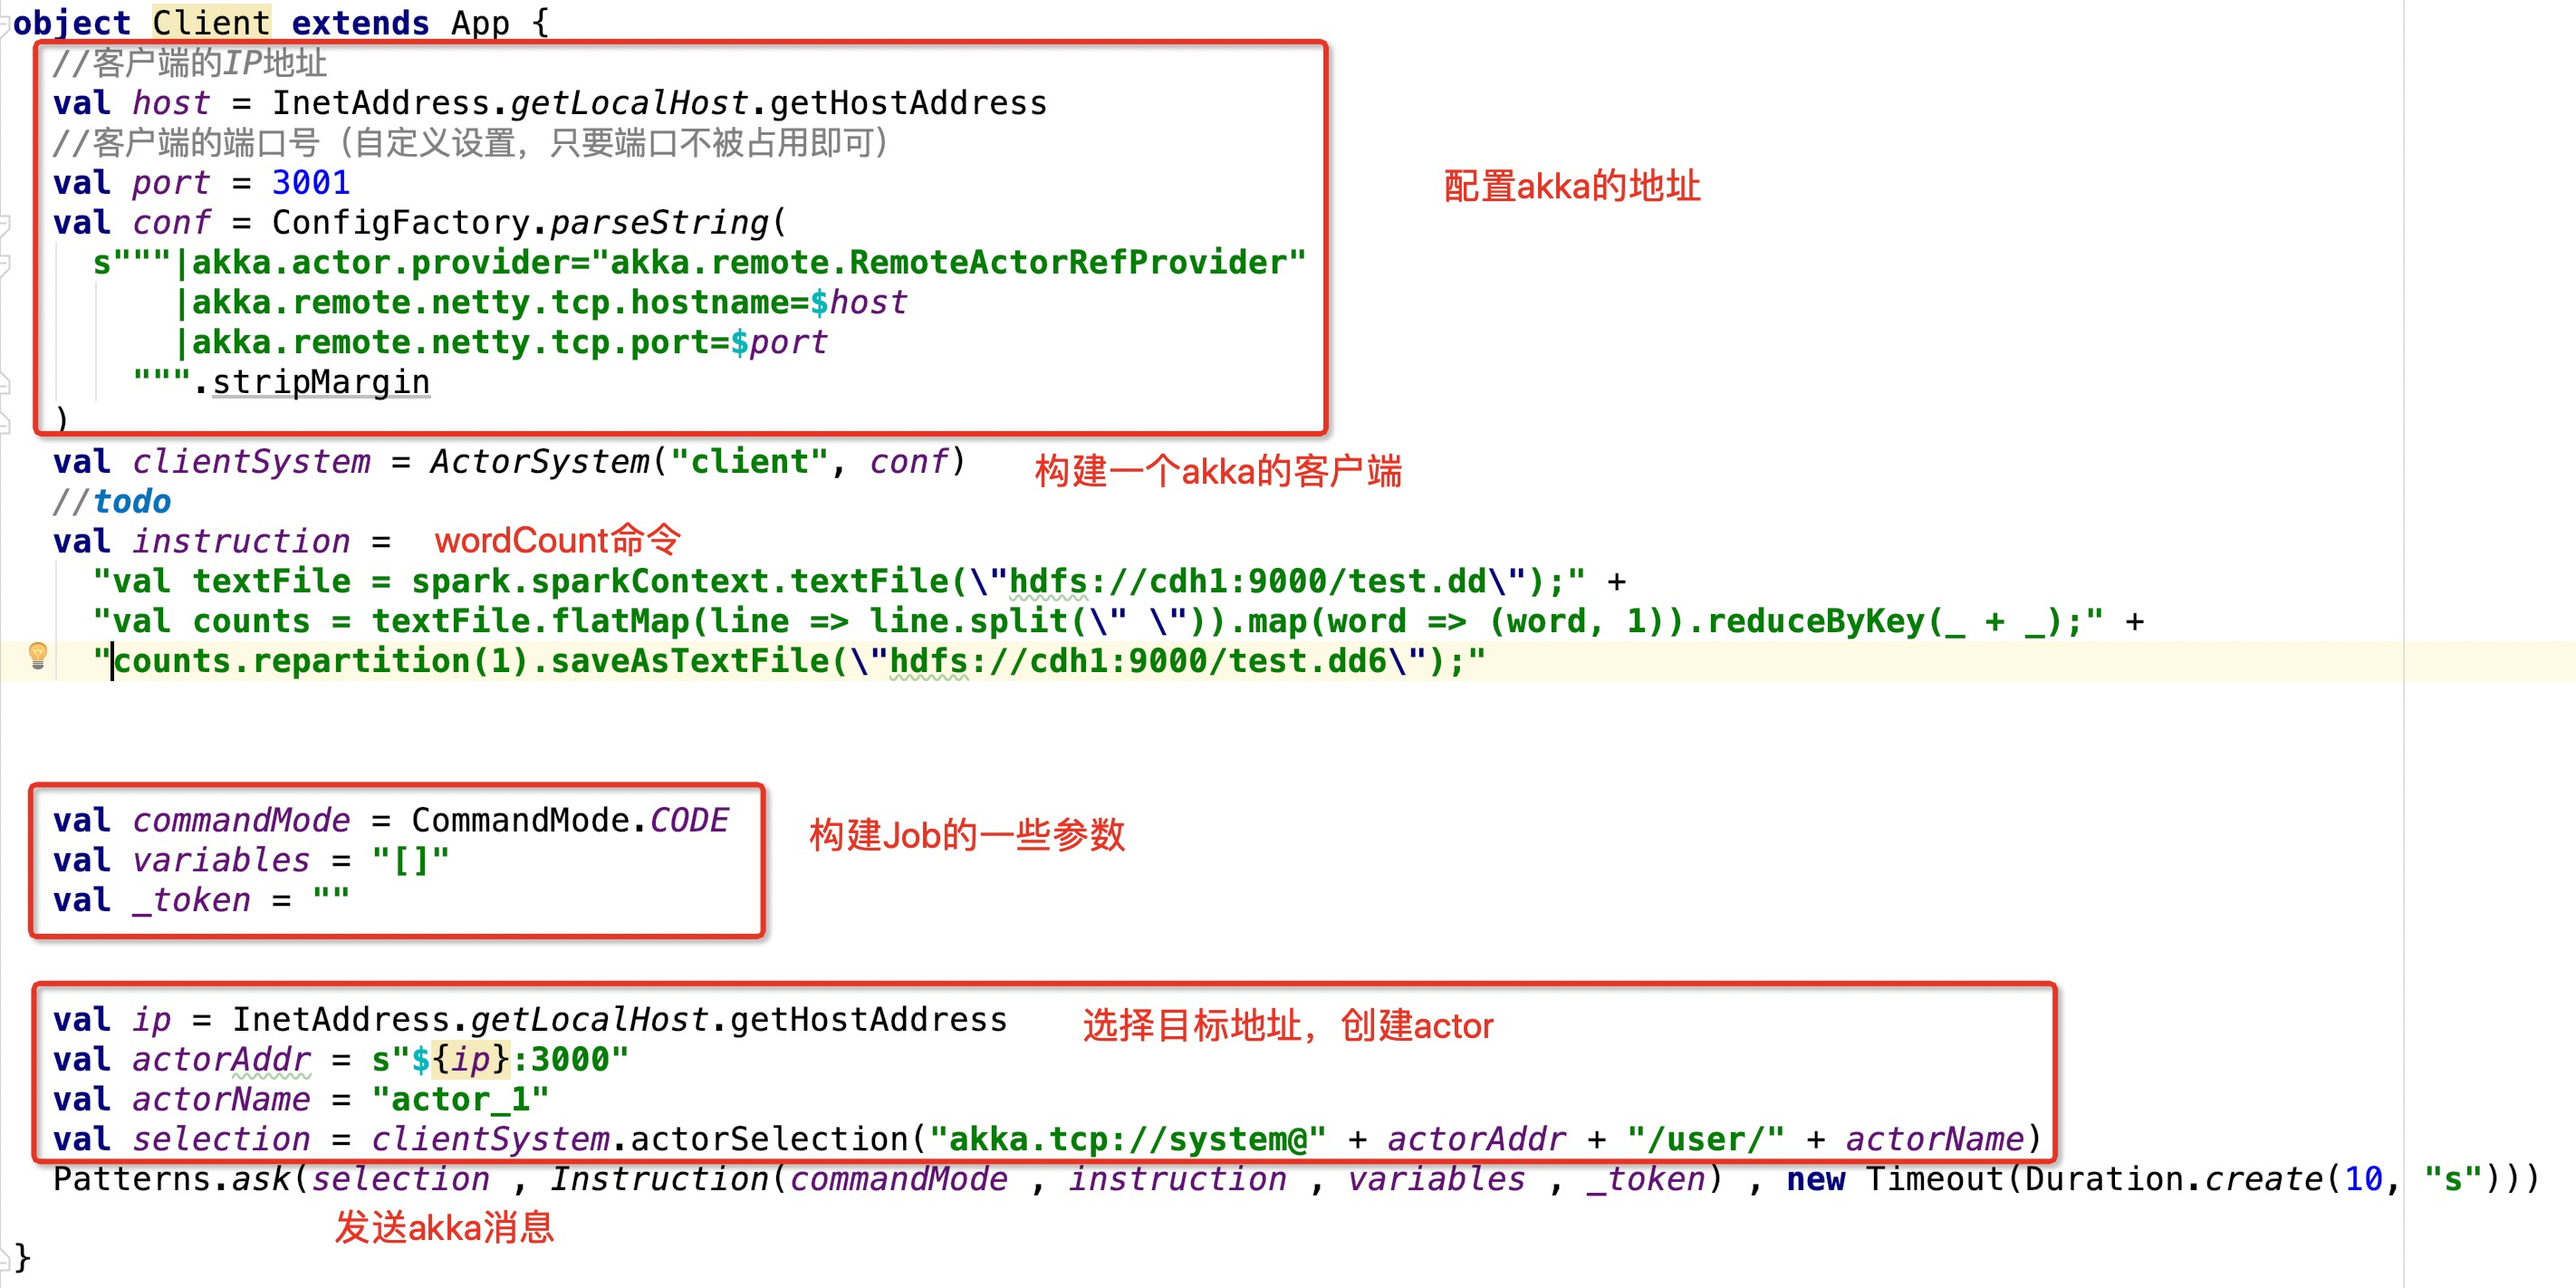 object Client extends App {
//客户端的IP地址
val host = InetAddress.getLocalHost.getHostAddress
//客户端的端口号（自定义设置，只要端口不被占用即可）
val port = 3001
配置akka的地址
val conf = ConfigFactory.parseString(
s"""|akka.actor.provider="akka.remote.RemoteActorRefProvider"
|akka.remote.netty.tcp.hostname=$host
|akka.remote.netty.tcp.port=$port
""".stripMargin
)
val clientSystem = ActorSystem("client", conf)
构建一个akka的客户端
//todo
val instruction =
wordCount命令
"val textFile = spark.sparkContext.textFile(\"hdfs://cdh1:9000/test.dd\");" +
"val counts = textFile.flatMap(line => line.split(\" \")).map(word => (word, 1)).reduceByKey(_ + _);" +
"counts.repartition(1).saveAsTextFile(\"hdfs://cdh1:9000/test.dd6\");"
val commandMode = CommandMode.CODE
构建Job的一些参数
val variables = "[]"
val _token = ""
val ip = InetAddress.getLocalHost.getHostAddress
选择目标地址，创建actor
val actorAddr = s"${ip}:3000"
val actorName = "actor_1"
val selection = clientSystem.actorSelection("akka.tcp://system@" + actorAddr + "/user/" + actorName)
Patterns.ask(selection , Instruction(commandMode , instruction , variables , _token) , new Timeout(Duration.create(10, "s")))
发送akka消息
}